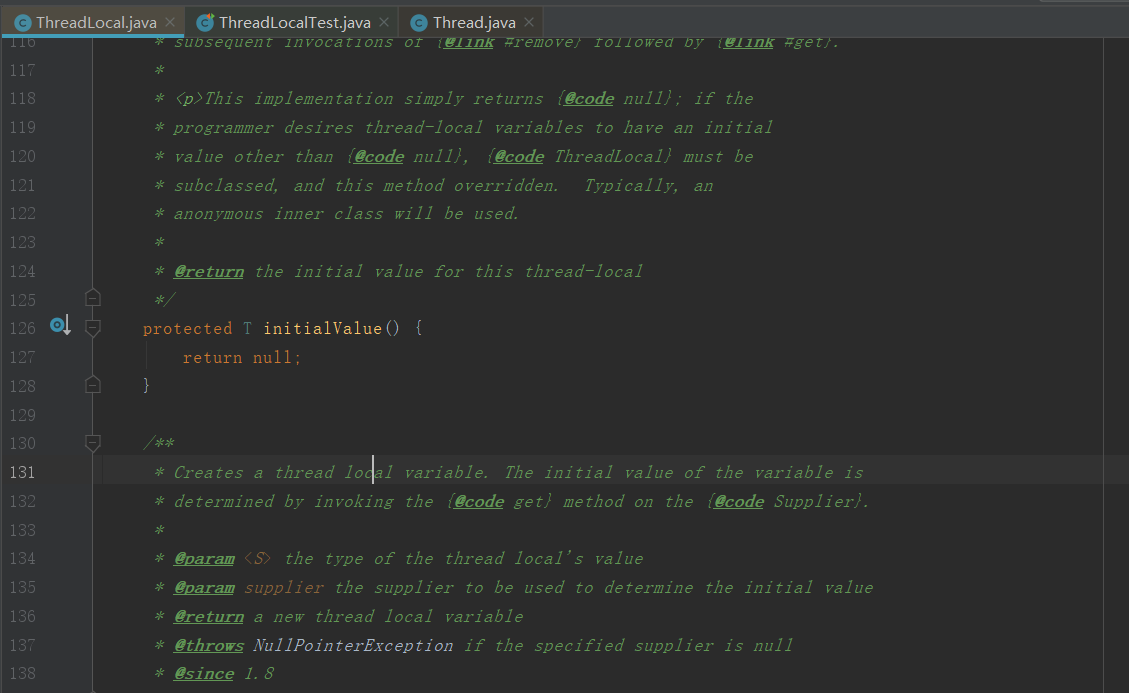 ThreadLocal.java × ThreadLocalTest.java × Thread.java ×
116 * subsequent invocations of {@link #remove} followed by {@link #get}.
117 *
118 * <p>This implementation simply returns {@code null}; if the
119 * programmer desires thread-local variables to have an initial
120 * value other than {@code null}, {@code ThreadLocal} must be
121 * subclassed, and this method overridden.  Typically, an
122 * anonymous inner class will be used.
123 *
124 * @return the initial value for this thread-local
125 */
126 protected T initialValue() {
127 return null;
128 }
129
130 /**
131 * Creates a thread local variable. The initial value of the variable is
132 * determined by invoking the {@code get} method on the {@code Supplier}.
133 *
134 * @param <S> the type of the thread local's value
135 * @param supplier the supplier to be used to determine the initial value
136 * @return a new thread local variable
137 * @throws NullPointerException if the specified supplier is null
138 * @since 1.8